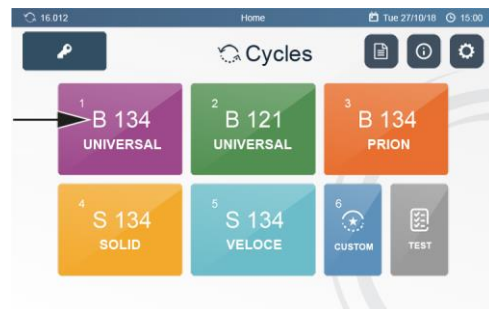 16.012 Home Tue 27/10/18 15:00
Cycles
1 2 3
B 134 B 121 B 134
UNIVERSAL UNIVERSAL PRION
4 5 6
S 134 S 134
SOLID VELOCE CUSTOM TEST